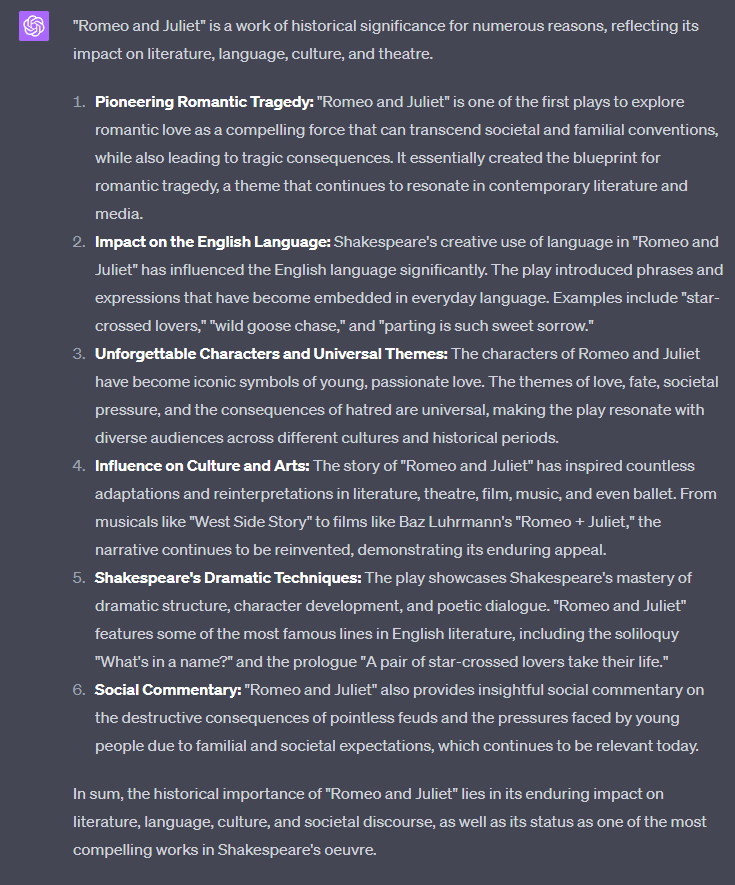 "Romeo and Juliet" is a work of historical significance for numerous reasons, reflecting its
impact on literature, language, culture, and theatre.
1. Pioneering Romantic Tragedy: "Romeo and Juliet" is one of the first plays to explore
romantic love as a compelling force that can transcend societal and familial conventions,
while also leading to tragic consequences. It essentially created the blueprint for
romantic tragedy, a theme that continues to resonate in contemporary literature and
media.
2. Impact on the English Language: Shakespeare's creative use of language in "Romeo and
Juliet" has influenced the English language significantly. The play introduced phrases and
expressions that have become embedded in everyday language. Examples include "star-
crossed lovers," "wild goose chase," and "parting is such sweet sorrow."
3. Unforgettable Characters and Universal Themes: The characters of Romeo and Juliet
have become iconic symbols of young, passionate love. The themes of love, fate, societal
pressure, and the consequences of hatred are universal, making the play resonate with
diverse audiences across different cultures and historical periods.
4. Influence on Culture and Arts: The story of "Romeo and Juliet" has inspired countless
adaptations and reinterpretations in literature, theatre, film, music, and even ballet. From
musicals like "West Side Story" to films like Baz Luhrmann's "Romeo + Juliet," the
narrative continues to be reinvented, demonstrating its enduring appeal.
5. Shakespeare's Dramatic Techniques: The play showcases Shakespeare's mastery of
dramatic structure, character development, and poetic dialogue. "Romeo and Juliet"
features some of the most famous lines in English literature, including the soliloquy
"What's in a name?" and the prologue "A pair of star-crossed lovers take their life."
6. Social Commentary: "Romeo and Juliet" also provides insightful social commentary on
the destructive consequences of pointless feuds and the pressures faced by young
people due to familial and societal expectations, which continues to be relevant today.
In sum, the historical importance of "Romeo and Juliet" lies in its enduring impact on
literature, language, culture, and societal discourse, as well as its status as one of the most
compelling works in Shakespeare's oeuvre.